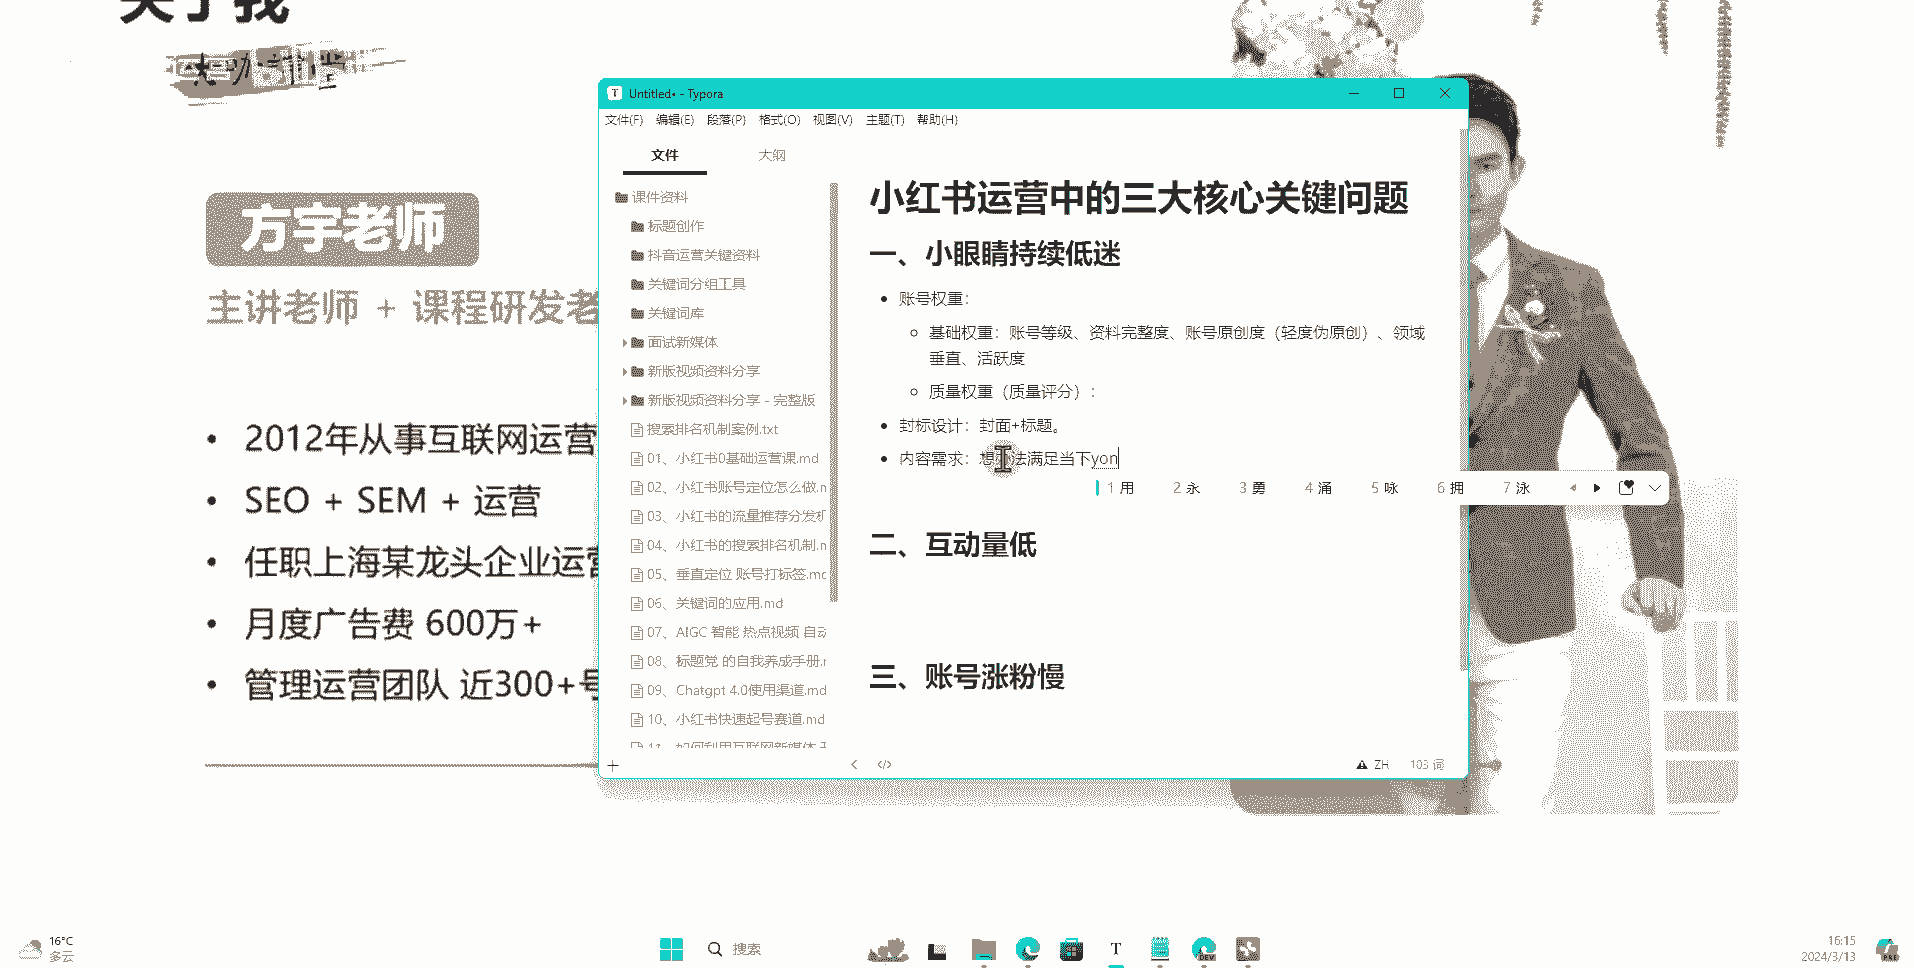 关于我
方宇老师
主讲老师 + 课程研发老
• 2012年从事互联网运营
• SEO + SEM + 运营
• 任职上海某龙头企业运营
• 月度广告费 600万+
• 管理运营团队 近300+号
Untitled• - Typora
文件(F) 编辑(E) 段落(P) 格式(O) 视图(V) 主题(T) 帮助(H)
文件 大纲
课件资料
标题创作
抖音运营关键资料
关键词分组工具
关键词库
面试新媒体
新版视频资料分享
新版视频资料分享 - 完整版
搜索排名机制案例.txt
01、小红书0基础运营课.md
02、小红书账号定位怎么做.n
03、小红书的流量推荐分发机
04、小红书的搜索排名机制.n
05、垂直定位 账号打标签.mc
06、关键词的应用.md
07、AIGC 智能 热点视频 自动
08、标题党 的自我养成手册.r
09、Chatgpt 4.0使用渠道.md
10、小红书快速起号赛道.md
11、如何利用互联网新媒体
小红书运营中的三大核心关键问题
一、小眼睛持续低迷
• 账号权重：
基础权重：账号等级、资料完整度、账号原创度（轻度伪原创）、领域
垂直、活跃度
质量权重（质量评分）：
• 封标设计：封面+标题。
• 内容需求：想办法满足当下yon
1 用 2 永 3 勇 4 涌 5 咏 6 拥 7 泳
二、互动量低
三、账号涨粉慢
ZH 103 词
16°C
多云
搜索
16:15
2024/3/13